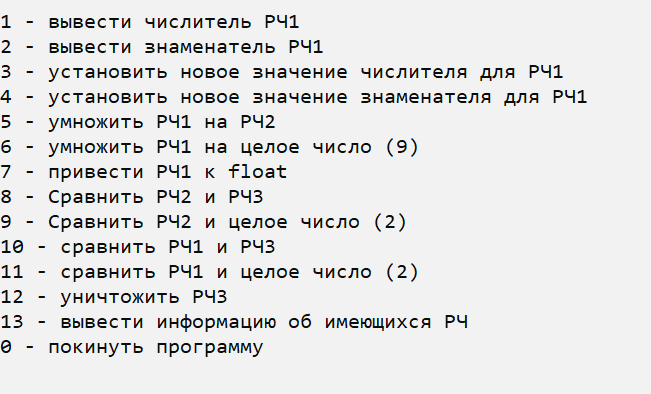 1 - вывести числитель РЧ1
2 - вывести знаменатель РЧ1
3 - установить новое значение числителя для РЧ1
4 - установить новое значение знаменателя для РЧ1
5 - умножить РЧ1 на РЧ2
6 - умножить РЧ1 на целое число (9)
7 - привести РЧ1 к float
8 - Сравнить РЧ2 и РЧ3
9 - Сравнить РЧ2 и целое число (2)
10 - сравнить РЧ1 и РЧ3
11 - сравнить РЧ1 и целое число (2)
12 - уничтожить РЧ3
13 - вывести информацию об имеющихся РЧ
0 - покинуть программу